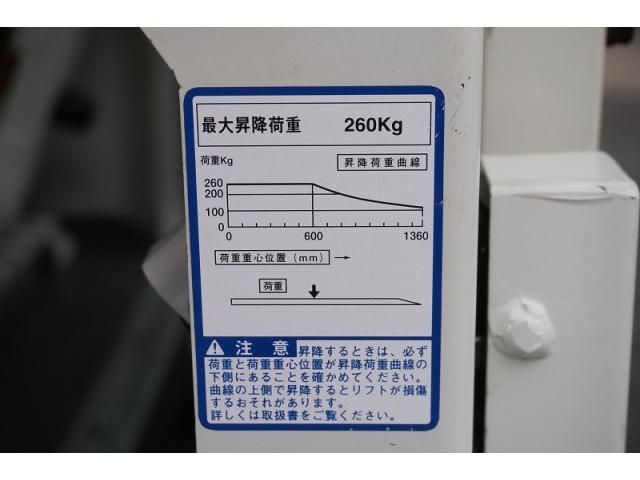 最大昇降荷重 260Kg
荷重Kg
昇降荷重曲線
260
200
100
0
0 600 1360
荷重重心位置(mm) →
荷重
注意 昇降するときは、必ず
荷重と荷重重心位置が昇降荷重曲線の
下側にあることを確かめてください。
曲線の上側で昇降するとリフトが損傷
するおそれがあります。
詳しくは取扱書をご覧ください。